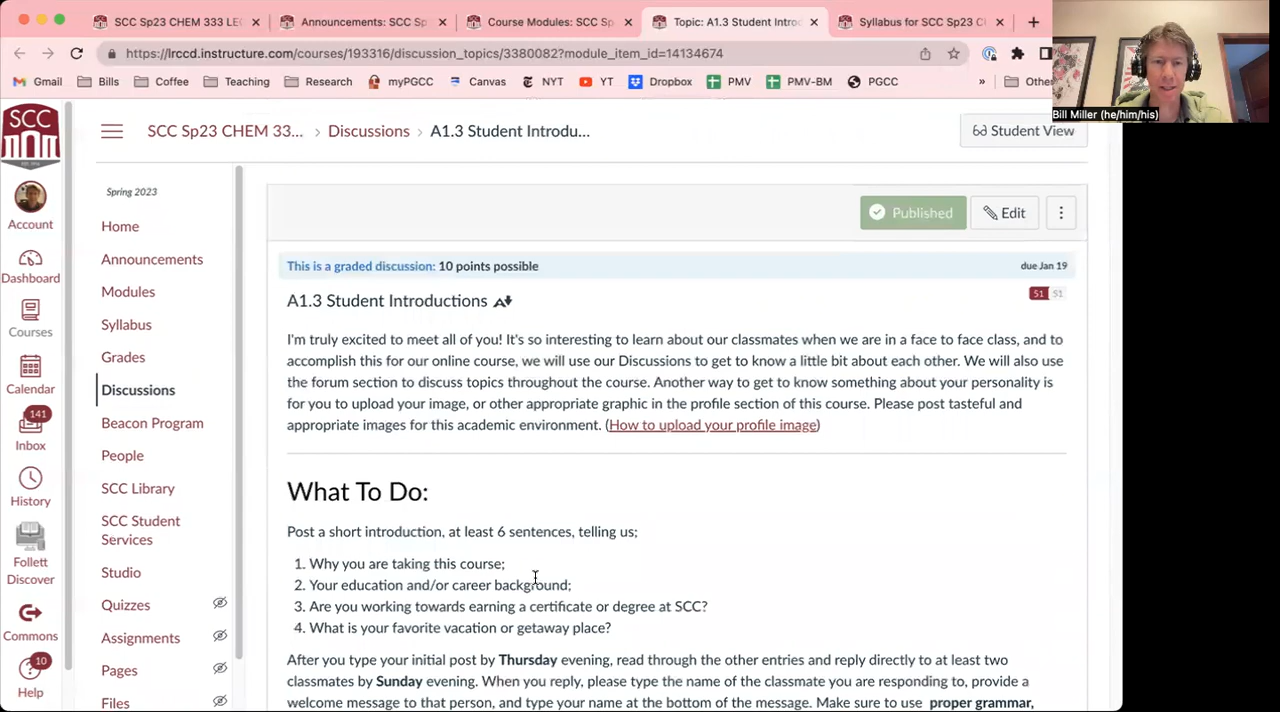 SCC Sp23 CHEM 333 LEC
Announcements: SCC Sp
Course Modules: SCC Sp
Topic: A1.3 Student Introd
Syllabus for SCC Sp23 C
https://lrccd.instructure.com/courses/193316/discussion_topics/3380082?module_item_id=14134674
Gmail
Bills
Coffee
Teaching
Research
myPGCC
Canvas
NYT
YT
Dropbox
PMV
PMV-BM
PGCC
»
Other
Bill Miller (he/him/his)
SCC
Account
Dashboard
Courses
Calendar
141
Inbox
History
Follett
Discover
Commons
10
Help
SCC Sp23 CHEM 33... › Discussions › A1.3 Student Introdu...
Student View
Spring 2023
Home
Announcements
Modules
Syllabus
Grades
Discussions
Beacon Program
People
SCC Library
SCC Student
Services
Studio
Quizzes
Assignments
Pages
Files
Published
Edit
This is a graded discussion: 10 points possible
due Jan 19
A1.3 Student Introductions
51 51
I'm truly excited to meet all of you! It's so interesting to learn about our classmates when we are in a face to face class, and to
accomplish this for our online course, we will use our Discussions to get to know a little bit about each other. We will also use
the forum section to discuss topics throughout the course. Another way to get to know something about your personality is
for you to upload your image, or other appropriate graphic in the profile section of this course. Please post tasteful and
appropriate images for this academic environment. (How to upload your profile image)
What To Do:
Post a short introduction, at least 6 sentences, telling us;
1. Why you are taking this course;
2. Your education and/or career background;
3. Are you working towards earning a certificate or degree at SCC?
4. What is your favorite vacation or getaway place?
After you type your initial post by Thursday evening, read through the other entries and reply directly to at least two
classmates by Sunday evening. When you reply, please type the name of the classmate you are responding to, provide a
welcome message to that person, and type your name at the bottom of the message. Make sure to use proper grammar,